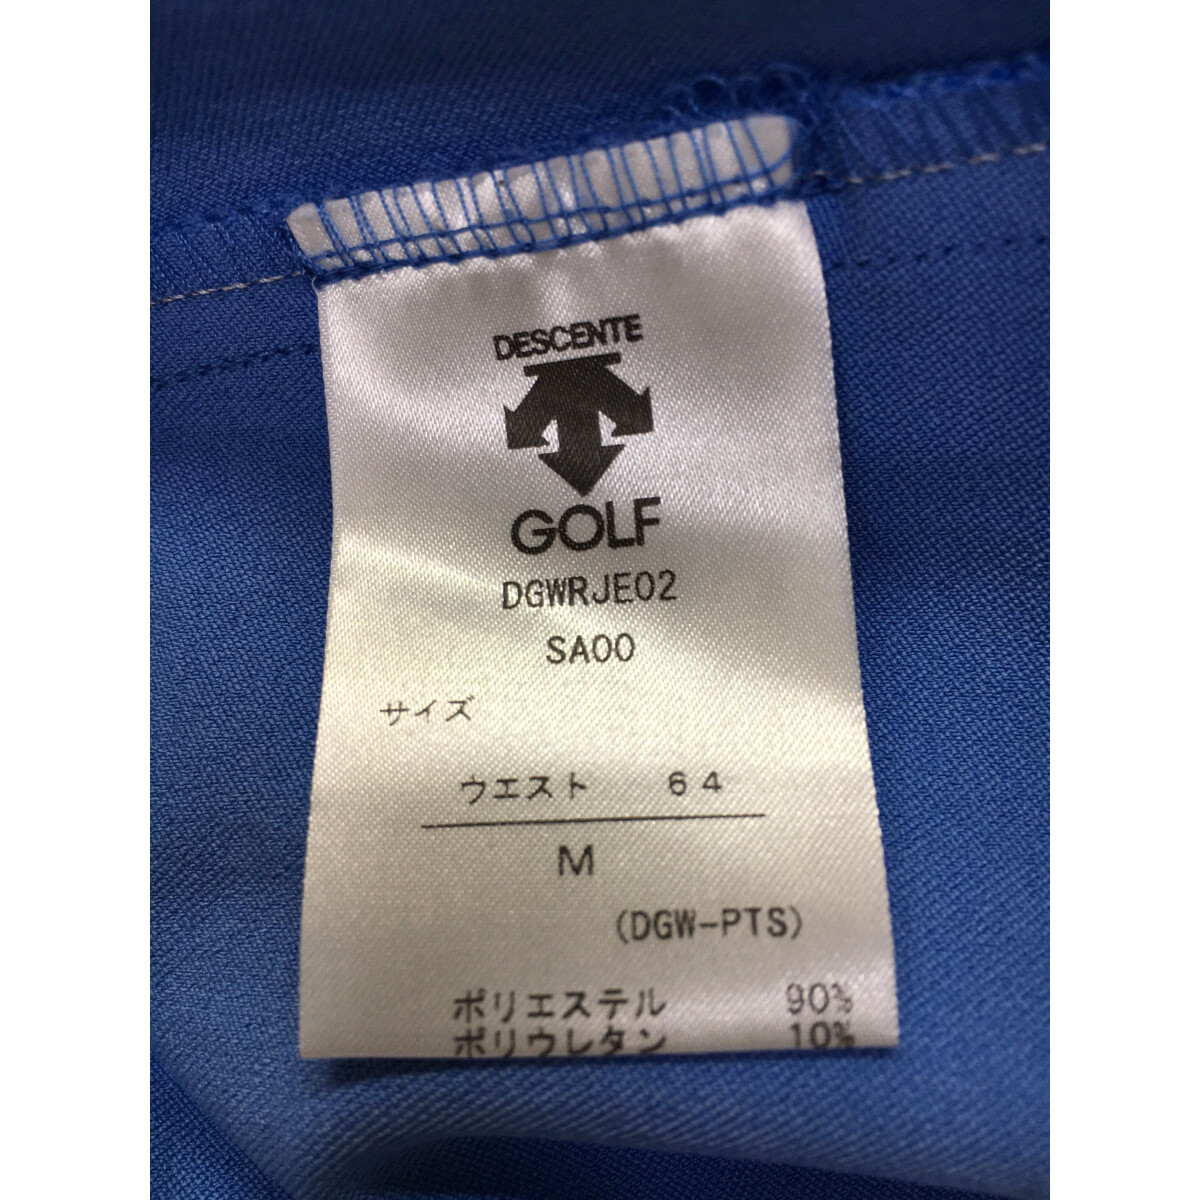 DESCENTE
GOLF
DGWRJE02
SA00
サイズ
ウエスト 64
M
(DGW-PTS)
ポリエステル 90%
ポリウレタン 10%